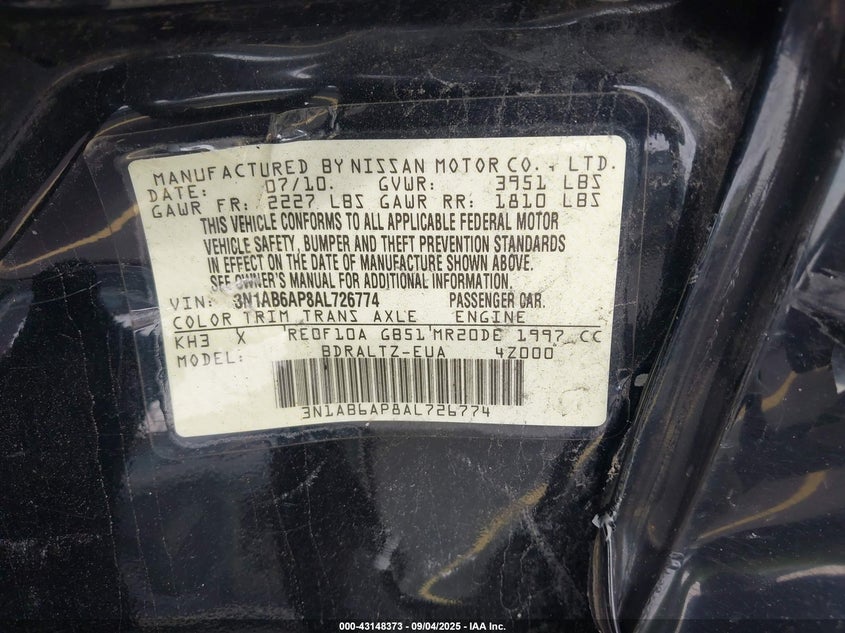 MANUFACTURED BY NISSAN MOTOR CO., LTD.
DATE: 07/10. GVWR: 3951 LBS
GAWR FR: 2227 LBS GAWR RR: 1810 LBS
THIS VEHICLE CONFORMS TO ALL APPLICABLE FEDERAL MOTOR
VEHICLE SAFETY, BUMPER AND THEFT PREVENTION STANDARDS
IN EFFECT ON THE DATE OF MANUFACTURE SHOWN ABOVE.
SEE OWNER'S MANUAL FOR ADDITIONAL INFORMATION.
VIN: 3N1AB6AP8AL726774 PASSENGER CAR.
COLOR TRIM TRANS AXLE ENGINE
KH3 X RE0F10A GB51 MR20DE 1997 CC
MODEL: BDRALTZ-EUA 4Z000
3N1AB6AP8AL726774
000-43148373 - 09/04/2025 - IAA Inc.